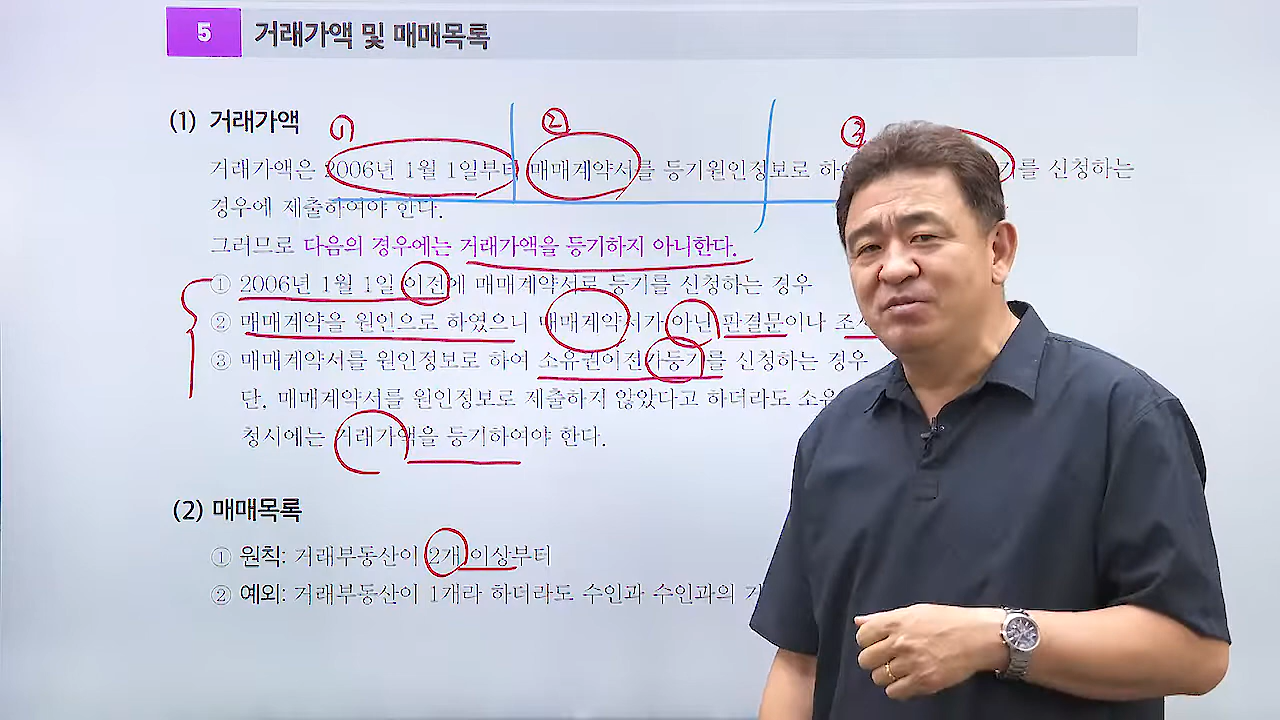 5 거래가액 및 매매목록
(1) 거래가액
① ② ③
거래가액은 2006년 1월 1일부터 매매계약서를 등기원인정보로 하여 를 신청하는
경우에 제출하여야 한다.
그러므로 다음의 경우에는 거래가액을 등기하지 아니한다.
① 2006년 1월 1일 이전에 매매계약서로 등기를 신청하는 경우
② 매매계약을 원인으로 하였으나 매매계약서가 아닌 판결문이나
③ 매매계약서를 원인정보로 하여 소유권이전가등기를 신청하는 경우
단. 매매계약서를 원인정보로 제출하지 않았다고 하더라도
청시에는 거래가액을 등기하여야 한다.
(2) 매매목록
① 원칙: 거래부동산이 2개 이상부터
② 예외: 거래부동산이 1개라 하더라도 수인과 수인과의